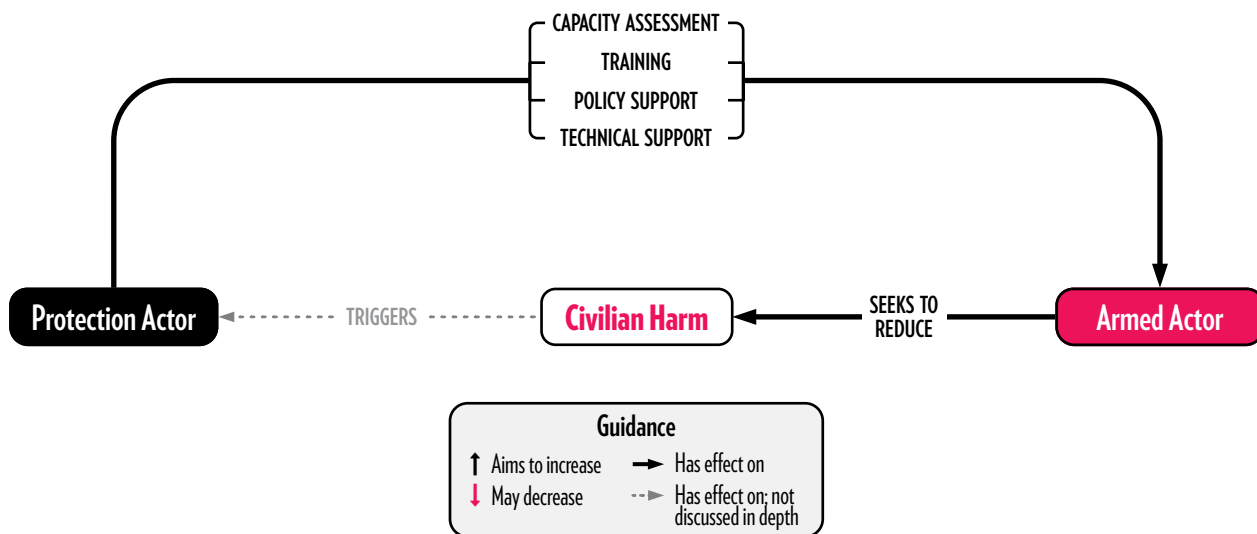 CAPACITY ASSESSMENT
TRAINING
POLICY SUPPORT
TECHNICAL SUPPORT
Protection Actor
TRIGGERS
Civilian Harm
SEEKS TO
REDUCE
Armed Actor
Guidance
Aims to increase
Has effect on
May decrease
Has effect on; not
discussed in depth